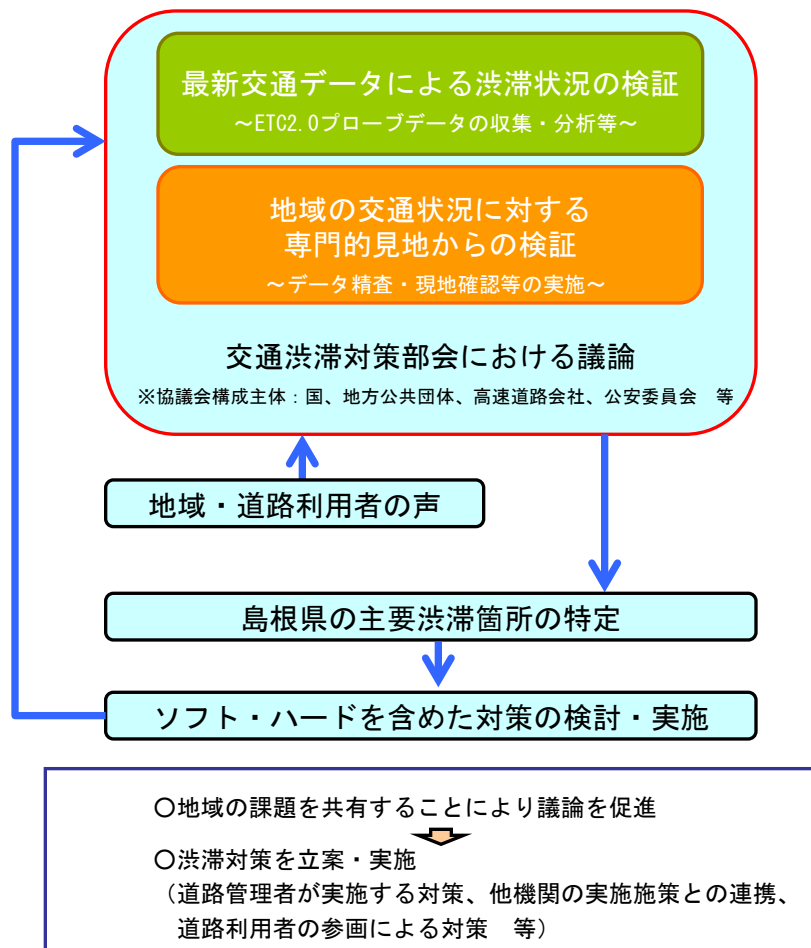 最新交通データによる渋滞状況の検証
～ETC2.0プローブデータの収集・分析等～
地域の交通状況に対する
専門的見地からの検証
～データ精査・現地確認等の実施～
交通渋滞対策部会における議論
※協議会構成主体：国、地方公共団体、高速道路会社、公安委員会　等
地域・道路利用者の声
島根県の主要渋滞箇所の特定
ソフト・ハードを含めた対策の検討・実施
〇地域の課題を共有することにより議論を促進
〇渋滞対策を立案・実施
（道路管理者が実施する対策、他機関の実施施策との連携、
道路利用者の参画による対策　等）